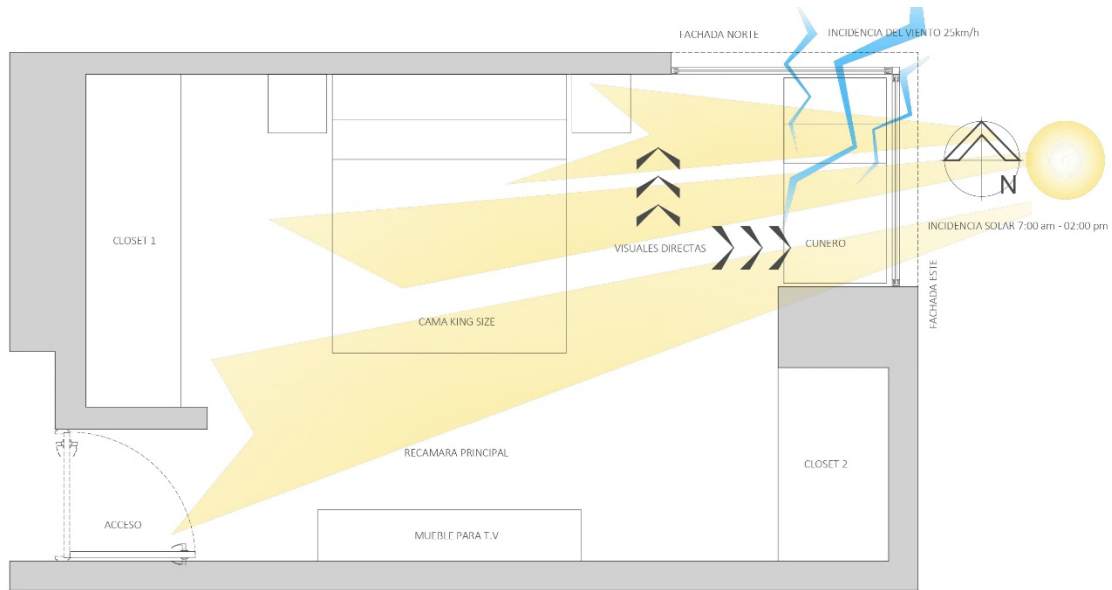 FACHADA NORTE
INCIDENCIA DEL VIENTO 25km/h
N
INCIDENCIA SOLAR 7:00 am - 02:00 pm
CLOSET 1
VISUALES DIRECTAS
CUNERO
FACHADA ESTE
CAMA KING SIZE
RECAMARA PRINCIPAL
CLOSET 2
ACCESO
MUEBLE PARA T.V